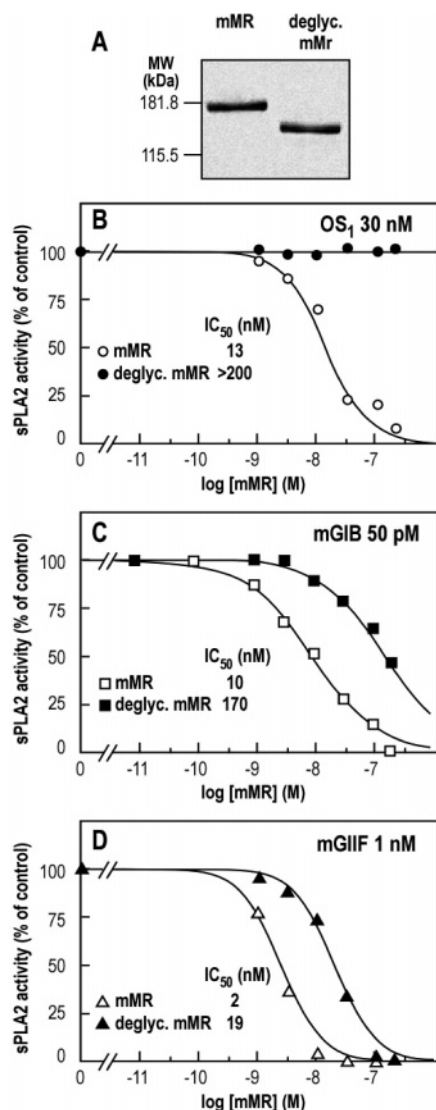 A
mMR deglyc. mMr
MW (kDa)
181.8
115.5
B OS1 30 nM
sPLA2 activity (% of control)
100
75
50
25
0
IC50 (nM)
mMR 13
deglyc. mMR >200
0 -11 -10 -9 -8 -7
log [mMR] (M)
C mGIB 50 pM
sPLA2 activity (% of control)
100
75
50
25
0
IC50 (nM)
mMR 10
deglyc. mMR 170
0 -11 -10 -9 -8 -7
log [mMR] (M)
D mGIIF 1 nM
sPLA2 activity (% of control)
100
75
50
25
0
IC50 (nM)
mMR 2
deglyc. mMR 19
0 -11 -10 -9 -8 -7
log [mMR] (M)